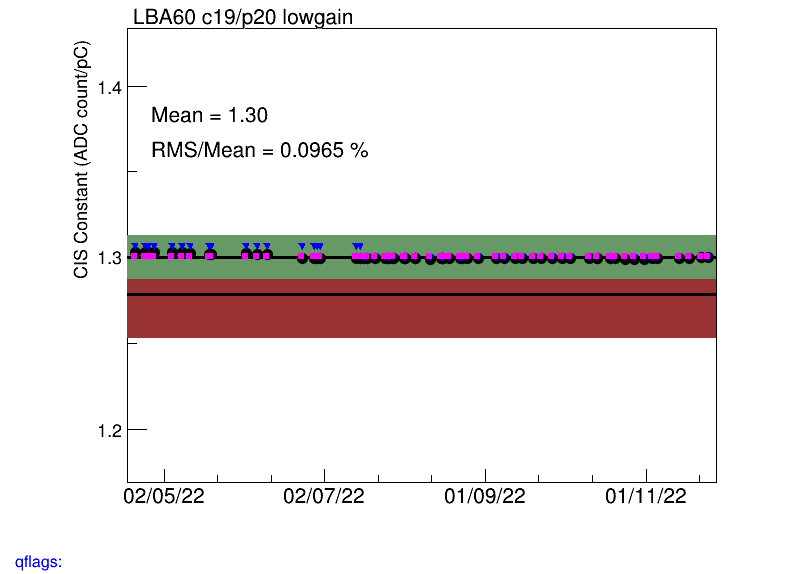 LBA60 c19/p20 lowgain
CIS Constant (ADC count/pC)
1.4
Mean = 1.30
RMS/Mean = 0.0965 %
1.3
1.2
02/05/22
02/07/22
01/09/22
01/11/22
qflags: